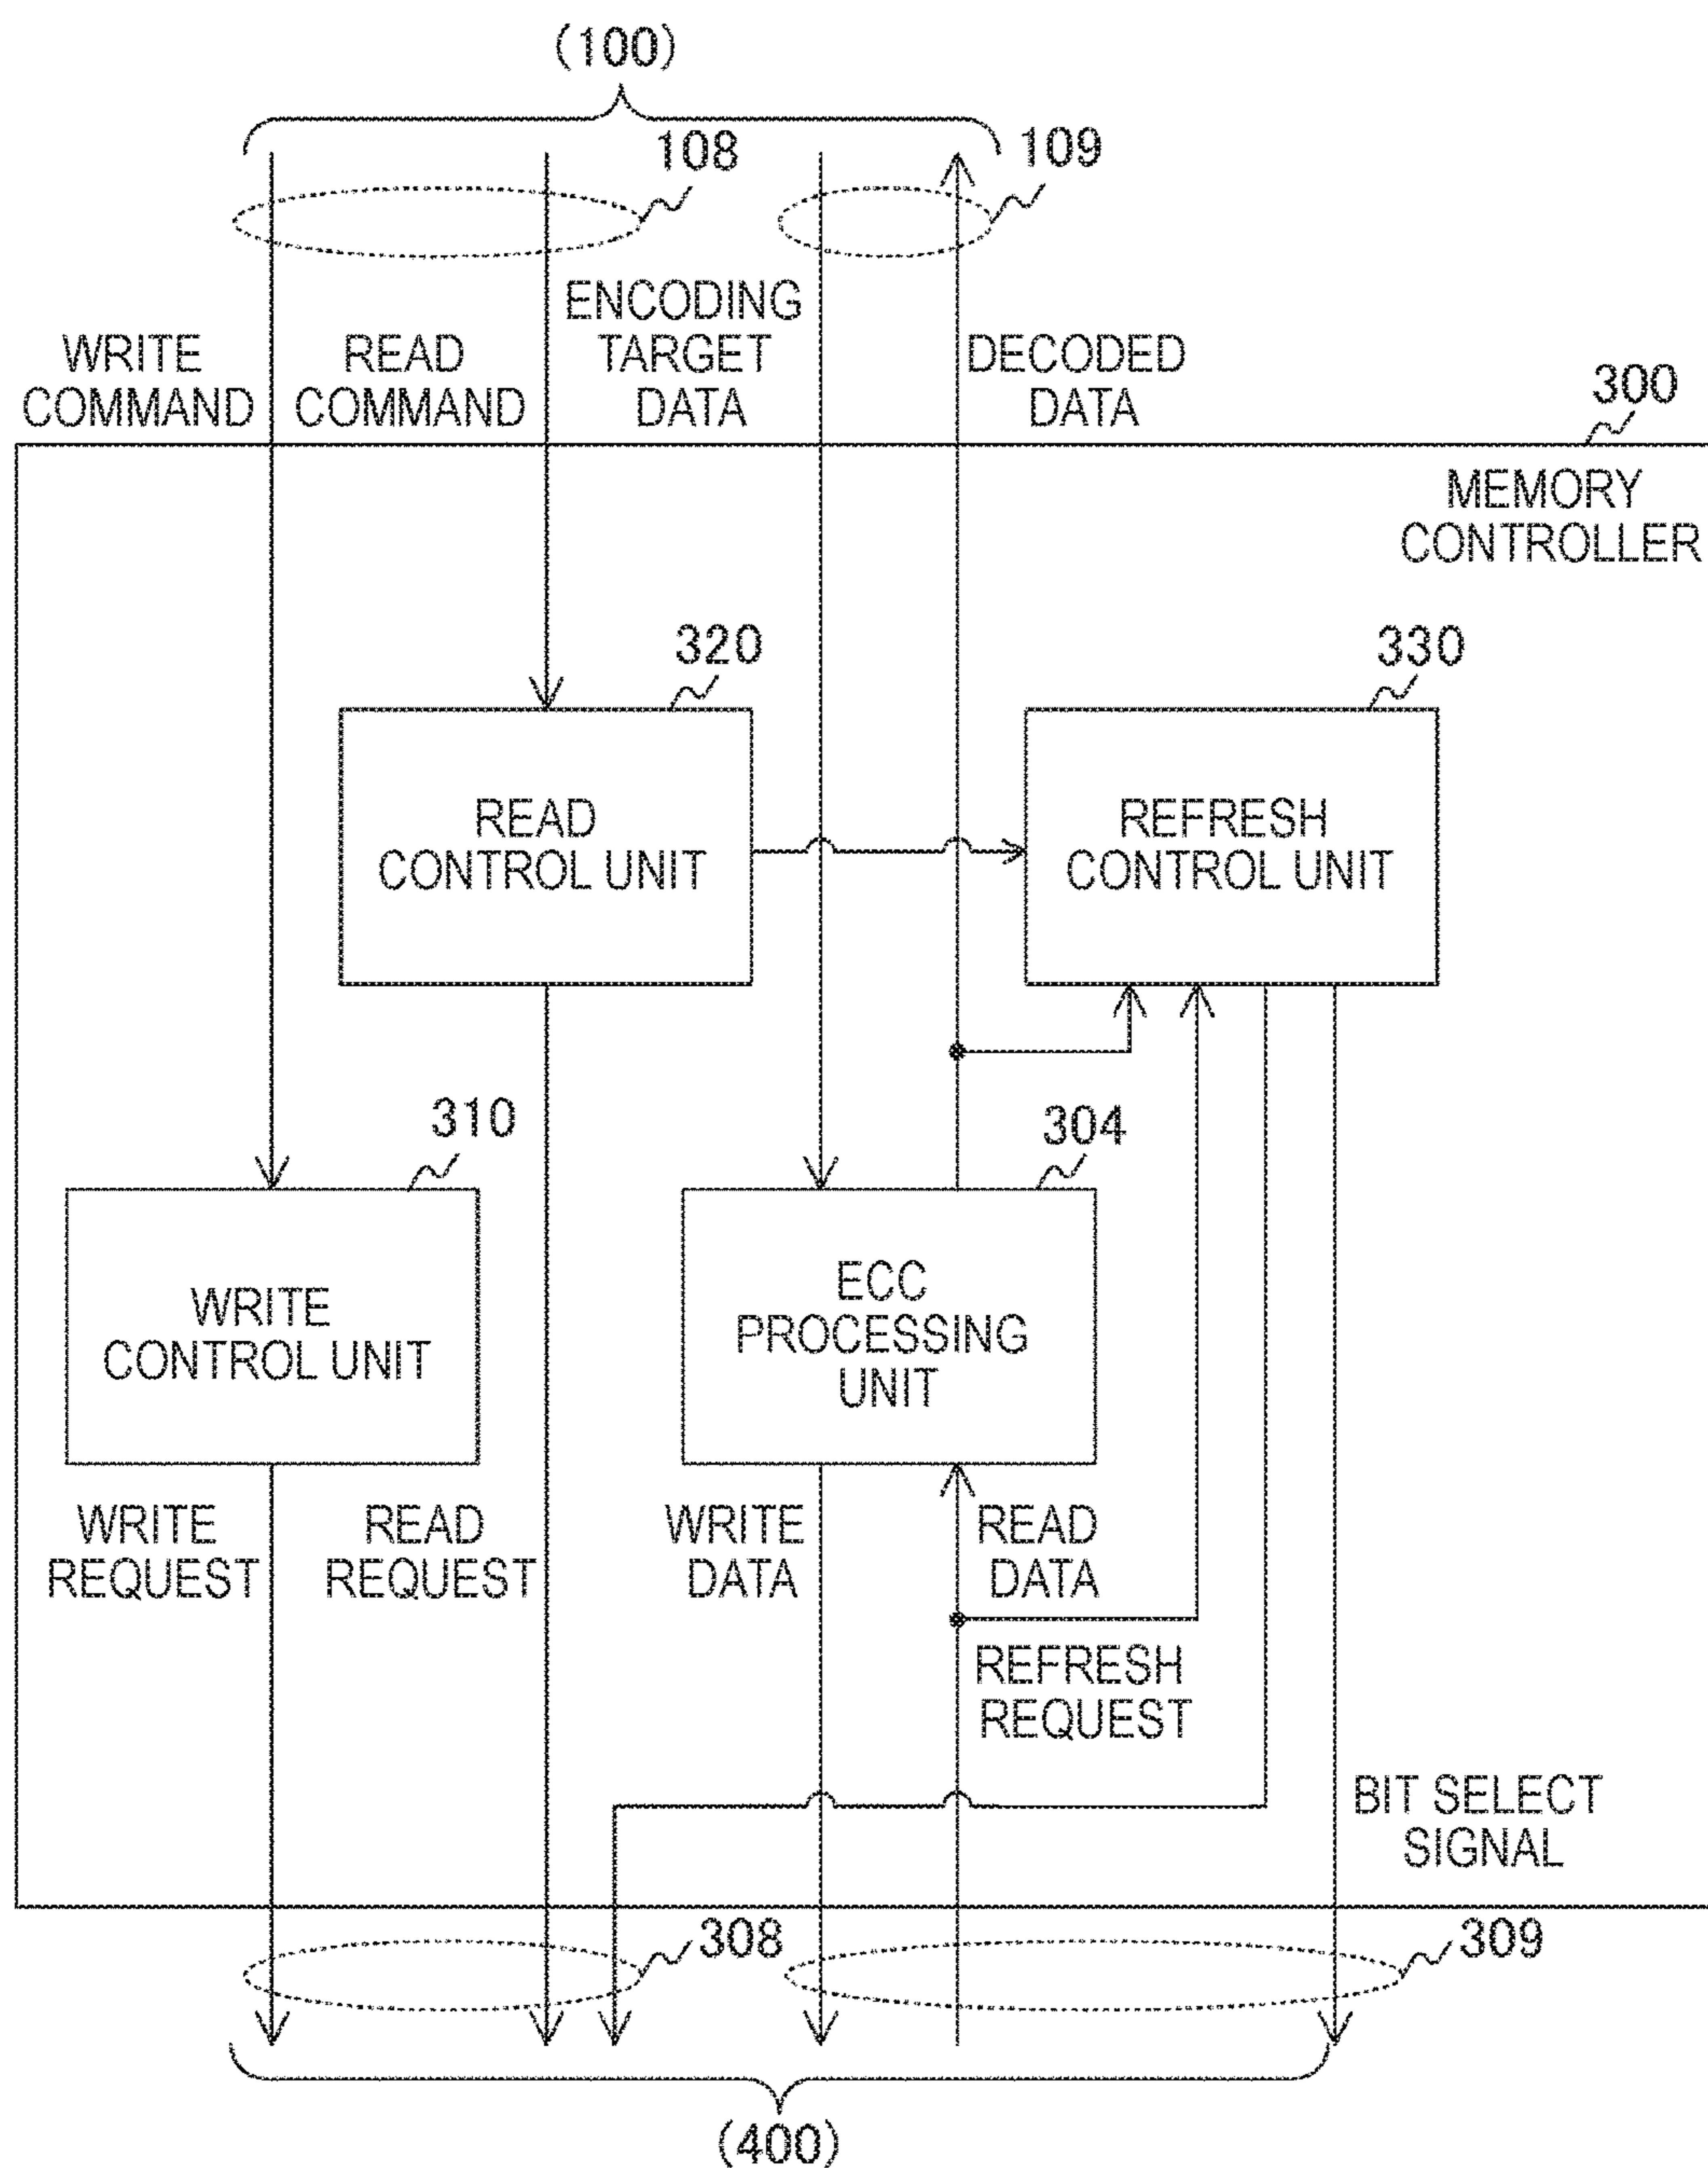 (100)
108
109
WRITE
COMMAND
READ
COMMAND
ENCODING
TARGET
DATA
DECODED
DATA
300
MEMORY
CONTROLLER
320
330
READ
CONTROL UNIT
REFRESH
CONTROL UNIT
310
304
WRITE
CONTROL UNIT
ECC
PROCESSING
UNIT
WRITE
REQUEST
READ
REQUEST
WRITE
DATA
READ
DATA
REFRESH
REQUEST
BIT SELECT
SIGNAL
308
309
(400)